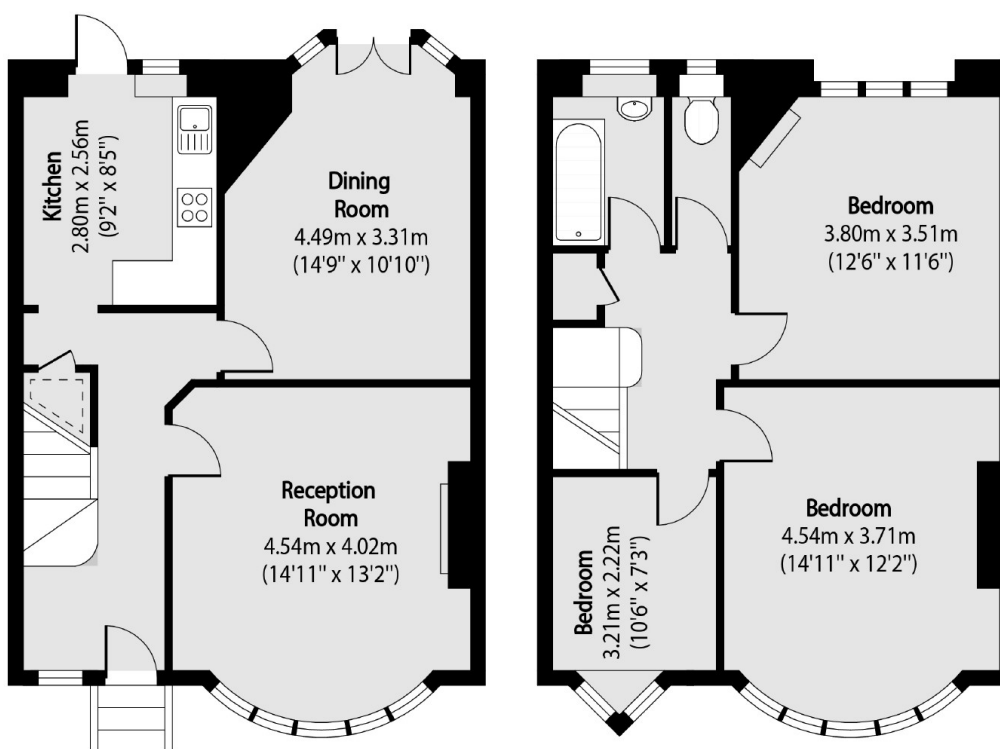 Kitchen
2.80m x 2.56m
(9'2" x 8'5")
Dining
Room
4.49m x 3.31m
(14'9" x 10'10")
Reception
Room
4.54m x 4.02m
(14'11" x 13'2")
Bedroom
3.80m x 3.51m
(12'6" x 11'6")
Bedroom
4.54m x 3.71m
(14'11" x 12'2")
Bedroom
3.21m x 2.22m
(10'6" x 7'3")